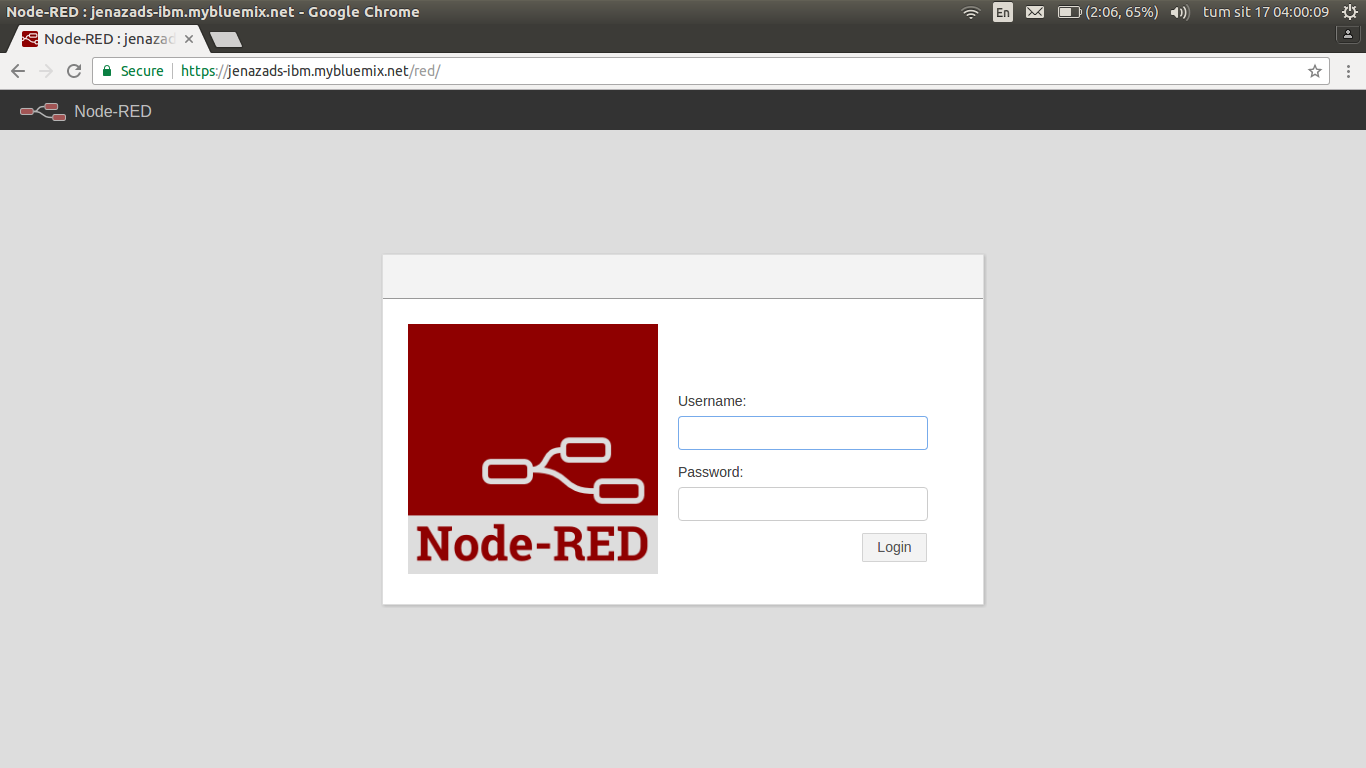 Node-RED : jenazads-ibm.mybluemix.net - Google Chrome
En
(2:06, 65%)
tum sit 17 04:00:09
Node-RED : jenazad
Secure
https://jenazads-ibm.mybluemix.net/red/
Node-RED
Username:
Password:
Login
Node-RED